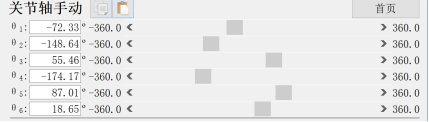 关节轴手动 首页
θ1: -72.33° -360.0 < > 360.0
θ2: -148.64° -360.0 < > 360.0
θ3: 55.46° -360.0 < > 360.0
θ4: -174.17° -360.0 < > 360.0
θ5: 87.01° -360.0 < > 360.0
θ6: 18.65° -360.0 < > 360.0